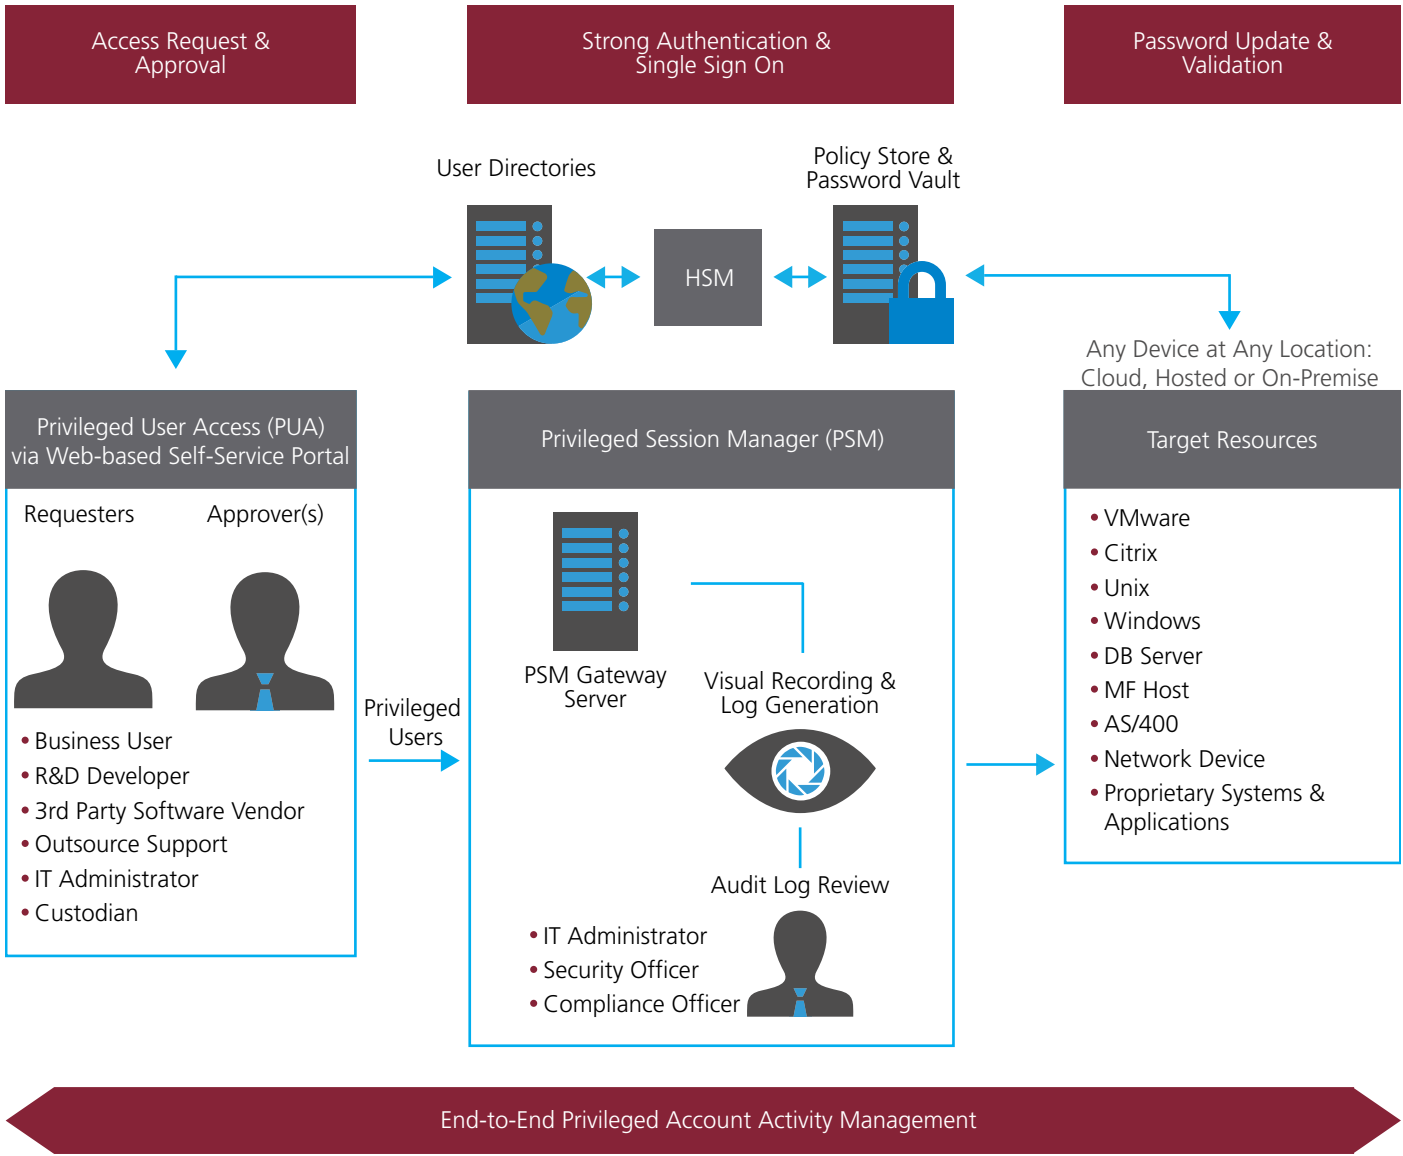 Access Request &
Approval
Strong Authentication &
Single Sign On
Password Update &
Validation
User Directories
Policy Store &
Password Vault
HSM
Any Device at Any Location:
Cloud, Hosted or On-Premise
Privileged User Access (PUA)
via Web-based Self-Service Portal
Requesters
Approver(s)
• Business User
• R&D Developer
• 3rd Party Software Vendor
• Outsource Support
• IT Administrator
• Custodian
Privileged
Users
Privileged Session Manager (PSM)
PSM Gateway
Server
Visual Recording &
Log Generation
Audit Log Review
• IT Administrator
• Security Officer
• Compliance Officer
Target Resources
• VMware
• Citrix
• Unix
• Windows
• DB Server
• MF Host
• AS/400
• Network Device
• Proprietary Systems &
Applications
End-to-End Privileged Account Activity Management